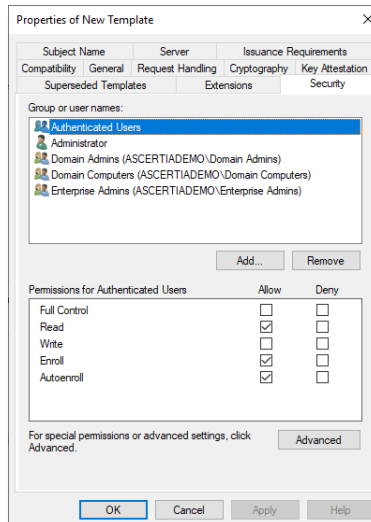 Properties of New Template
Subject Name Server Issuance Requirements
Compatibility General Request Handling Cryptography Key Attestation
Superseded Templates Extensions Security
Group or user names:
Authenticated Users
Administrator
Domain Admins (ASCERTIADEMO\Domain Admins)
Domain Computers (ASCERTIADEMO\Domain Computers)
Enterprise Admins (ASCERTIADEMO\Enterprise Admins)
Add... Remove
Permissions for Authenticated Users Allow Deny
Full Control
Read
Write
Enroll
Autoenroll
For special permissions or advanced settings, click
Advanced.
Advanced
OK Cancel Apply Help